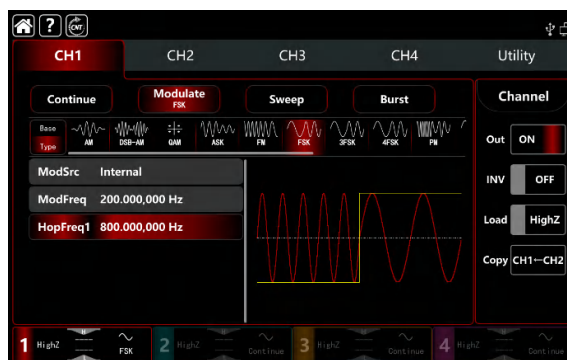 ? CNT
CH1 CH2 CH3 CH4 Utility
Continue Modulate FSK Sweep Burst Channel
Base Type AM DSB-AM QAM ASK FM FSK 3FSK 4FSK PM
Out ON
ModSrc Internal
INV OFF
ModFreq 200.000,000 Hz
Load HighZ
HopFreq1 800.000,000 Hz
Copy CH1←CH2
1 HighZ FSK 2 HighZ Continue 3 HighZ Continue 4 HighZ Continue